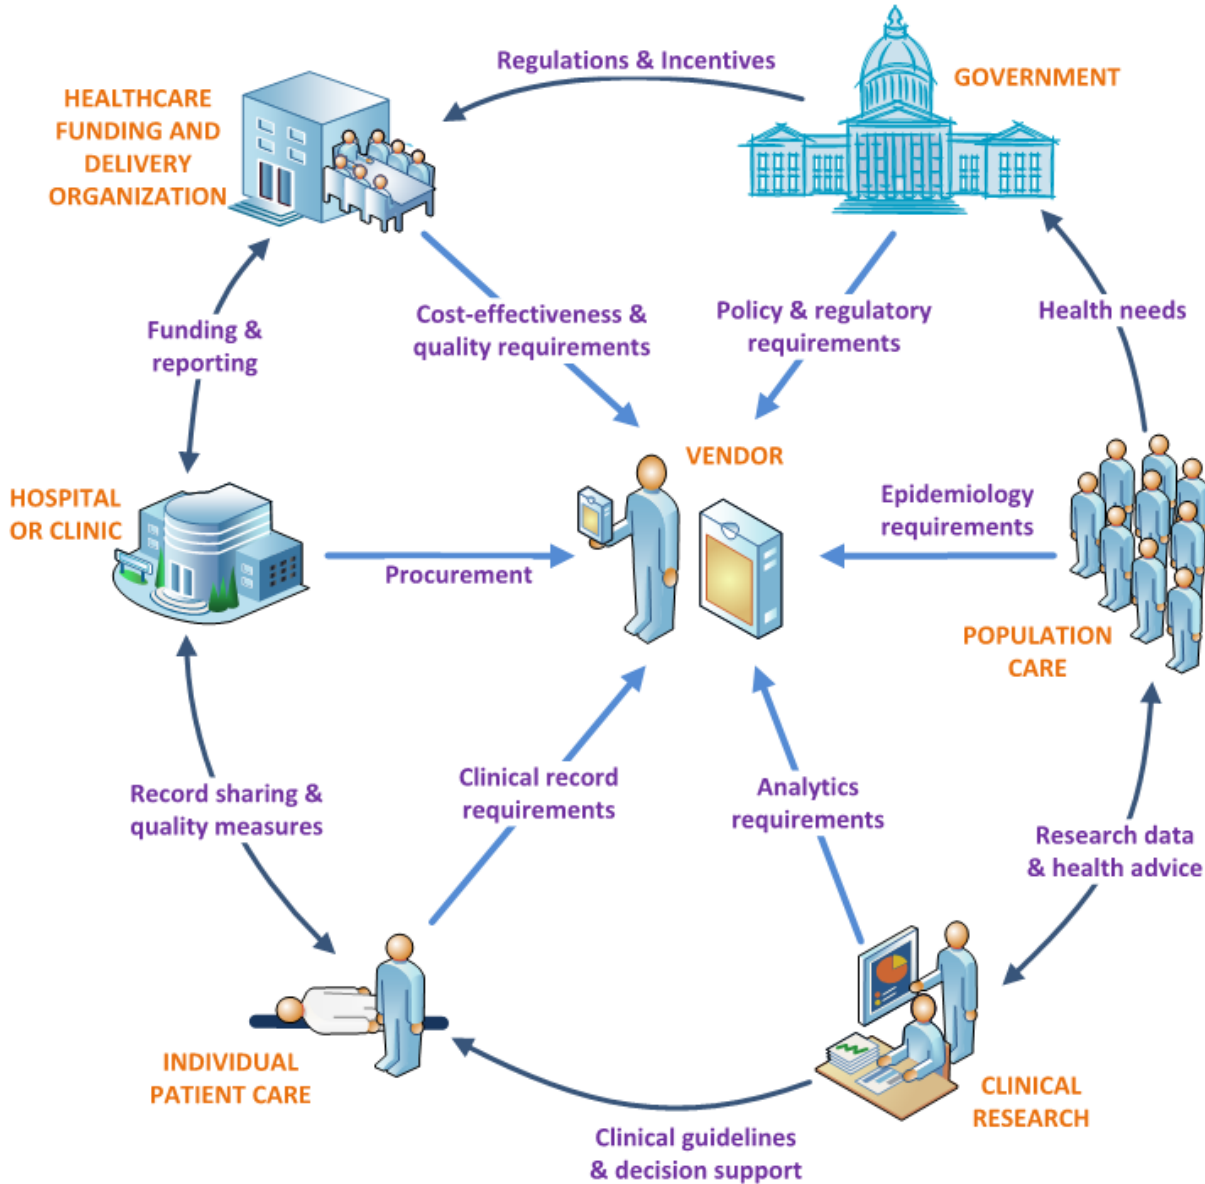 Regulations & Incentives
GOVERNMENT
HEALTHCARE
FUNDING AND
DELIVERY
ORGANIZATION
Cost-effectiveness &
quality requirements
Policy & regulatory
requirements
Health needs
Funding &
reporting
VENDOR
HOSPITAL
OR CLINIC
Epidemiology
requirements
Procurement
POPULATION
CARE
Record sharing &
quality measures
Clinical record
requirements
Analytics
requirements
Research data
& health advice
INDIVIDUAL
PATIENT CARE
CLINICAL
RESEARCH
Clinical guidelines
& decision support